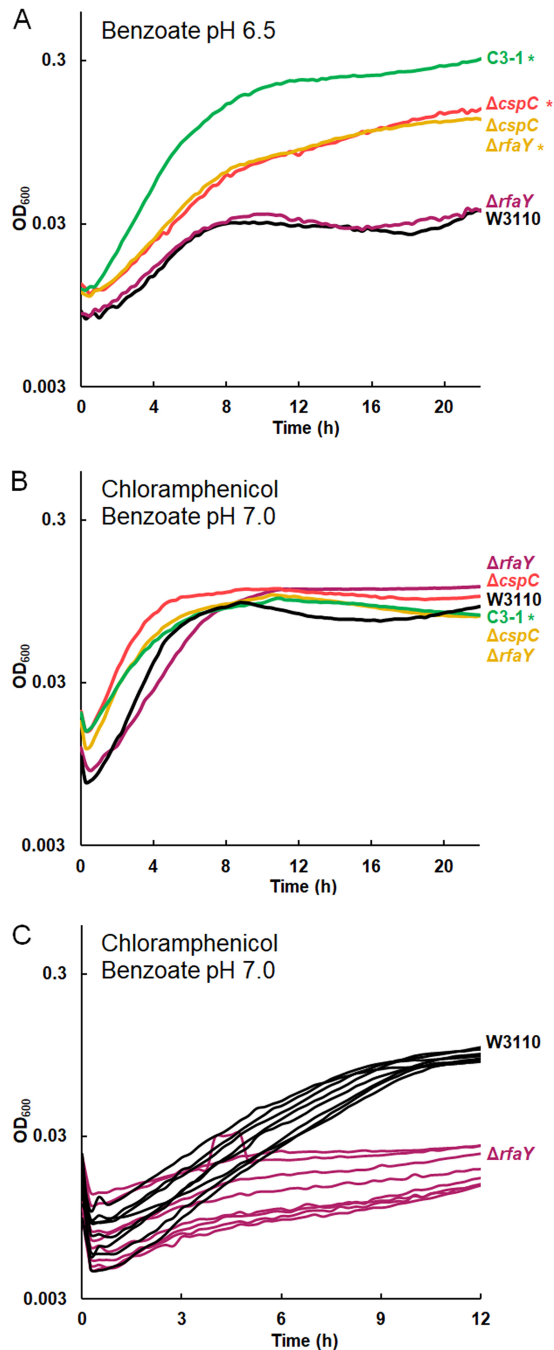 A
Benzoate pH 6.5
0.3
0.03
0.003
OD600
0 4 8 12 16 20
Time (h)
C3-1*
ΔcspC *
ΔcspC
ΔrfaY *
ΔrfaY
W3110
B
Chloramphenicol
Benzoate pH 7.0
0.3
0.03
0.003
OD600
0 4 8 12 16 20
Time (h)
ΔrfaY
ΔcspC
W3110
C3-1*
ΔcspC
ΔrfaY
C
Chloramphenicol
Benzoate pH 7.0
0.3
0.03
0.003
OD600
0 3 6 9 12
Time (h)
W3110
ΔrfaY